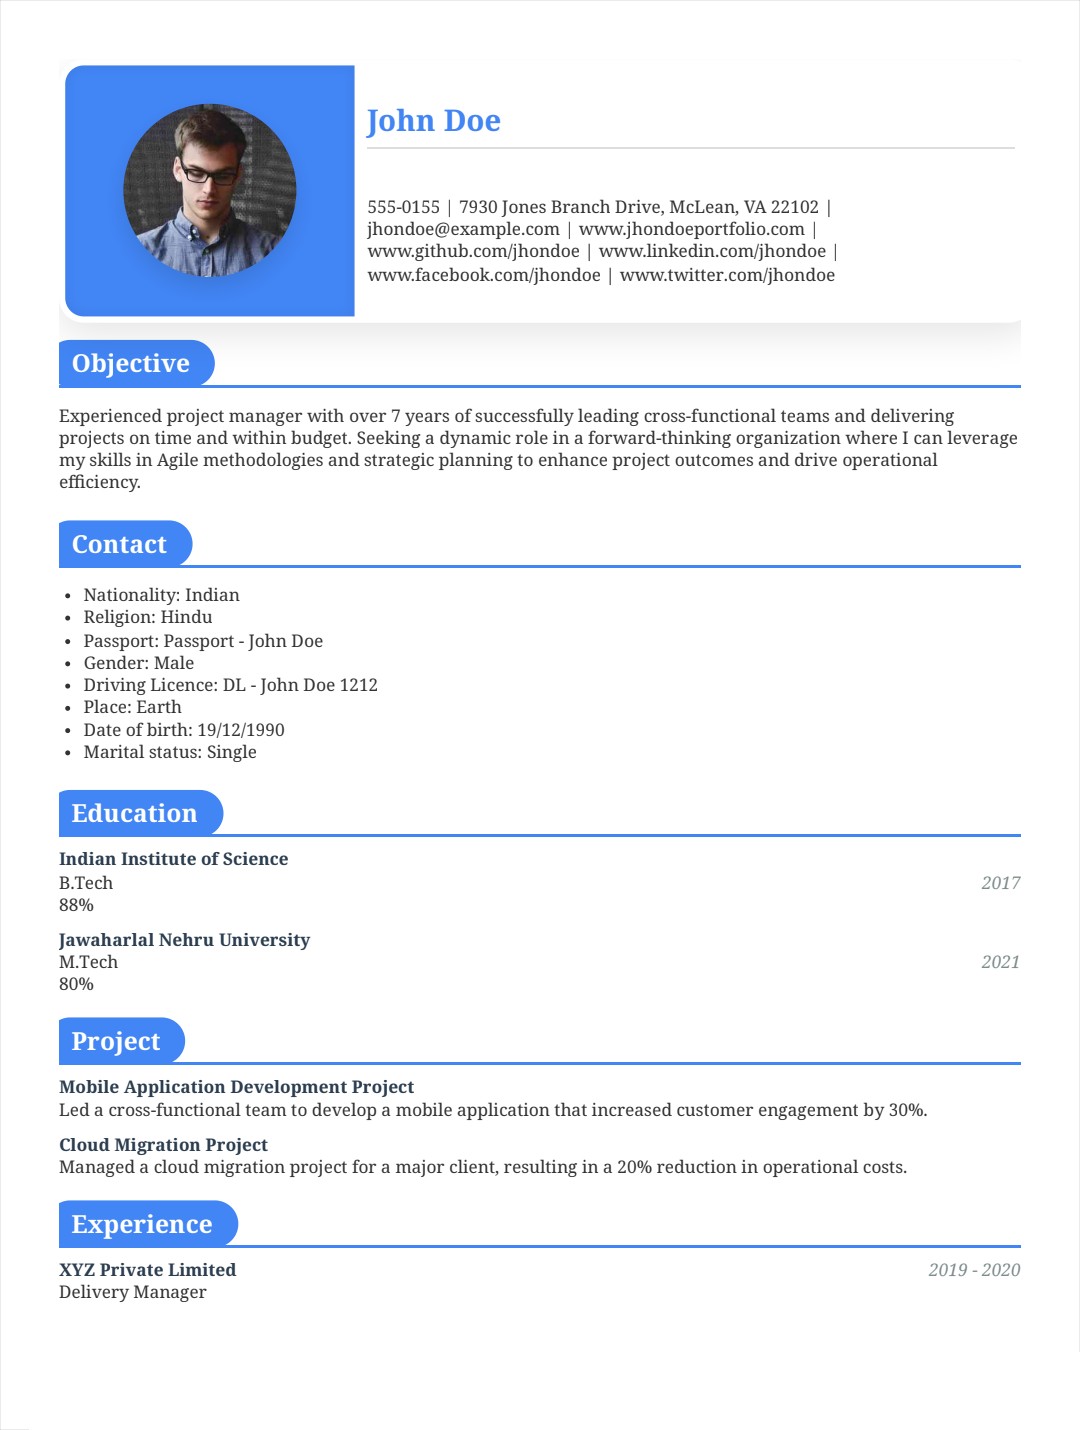 John Doe
555-0155 | 7930 Jones Branch Drive, McLean, VA 22102 |
jhondoe@example.com | www.jhondoeportfolio.com |
www.github.com/jhondoe | www.linkedin.com/jhondoe |
www.facebook.com/jhondoe | www.twitter.com/jhondoe
Objective
Experienced project manager with over 7 years of successfully leading cross-functional teams and delivering
projects on time and within budget. Seeking a dynamic role in a forward-thinking organization where I can leverage
my skills in Agile methodologies and strategic planning to enhance project outcomes and drive operational
efficiency.
Contact
• Nationality: Indian
• Religion: Hindu
• Passport: Passport - John Doe
• Gender: Male
• Driving Licence: DL - John Doe 1212
• Place: Earth
• Date of birth: 19/12/1990
• Marital status: Single
Education
Indian Institute of Science
B.Tech 2017
88%
Jawaharlal Nehru University
M.Tech 2021
80%
Project
Mobile Application Development Project
Led a cross-functional team to develop a mobile application that increased customer engagement by 30%.
Cloud Migration Project
Managed a cloud migration project for a major client, resulting in a 20% reduction in operational costs.
Experience
XYZ Private Limited 2019 - 2020
Delivery Manager